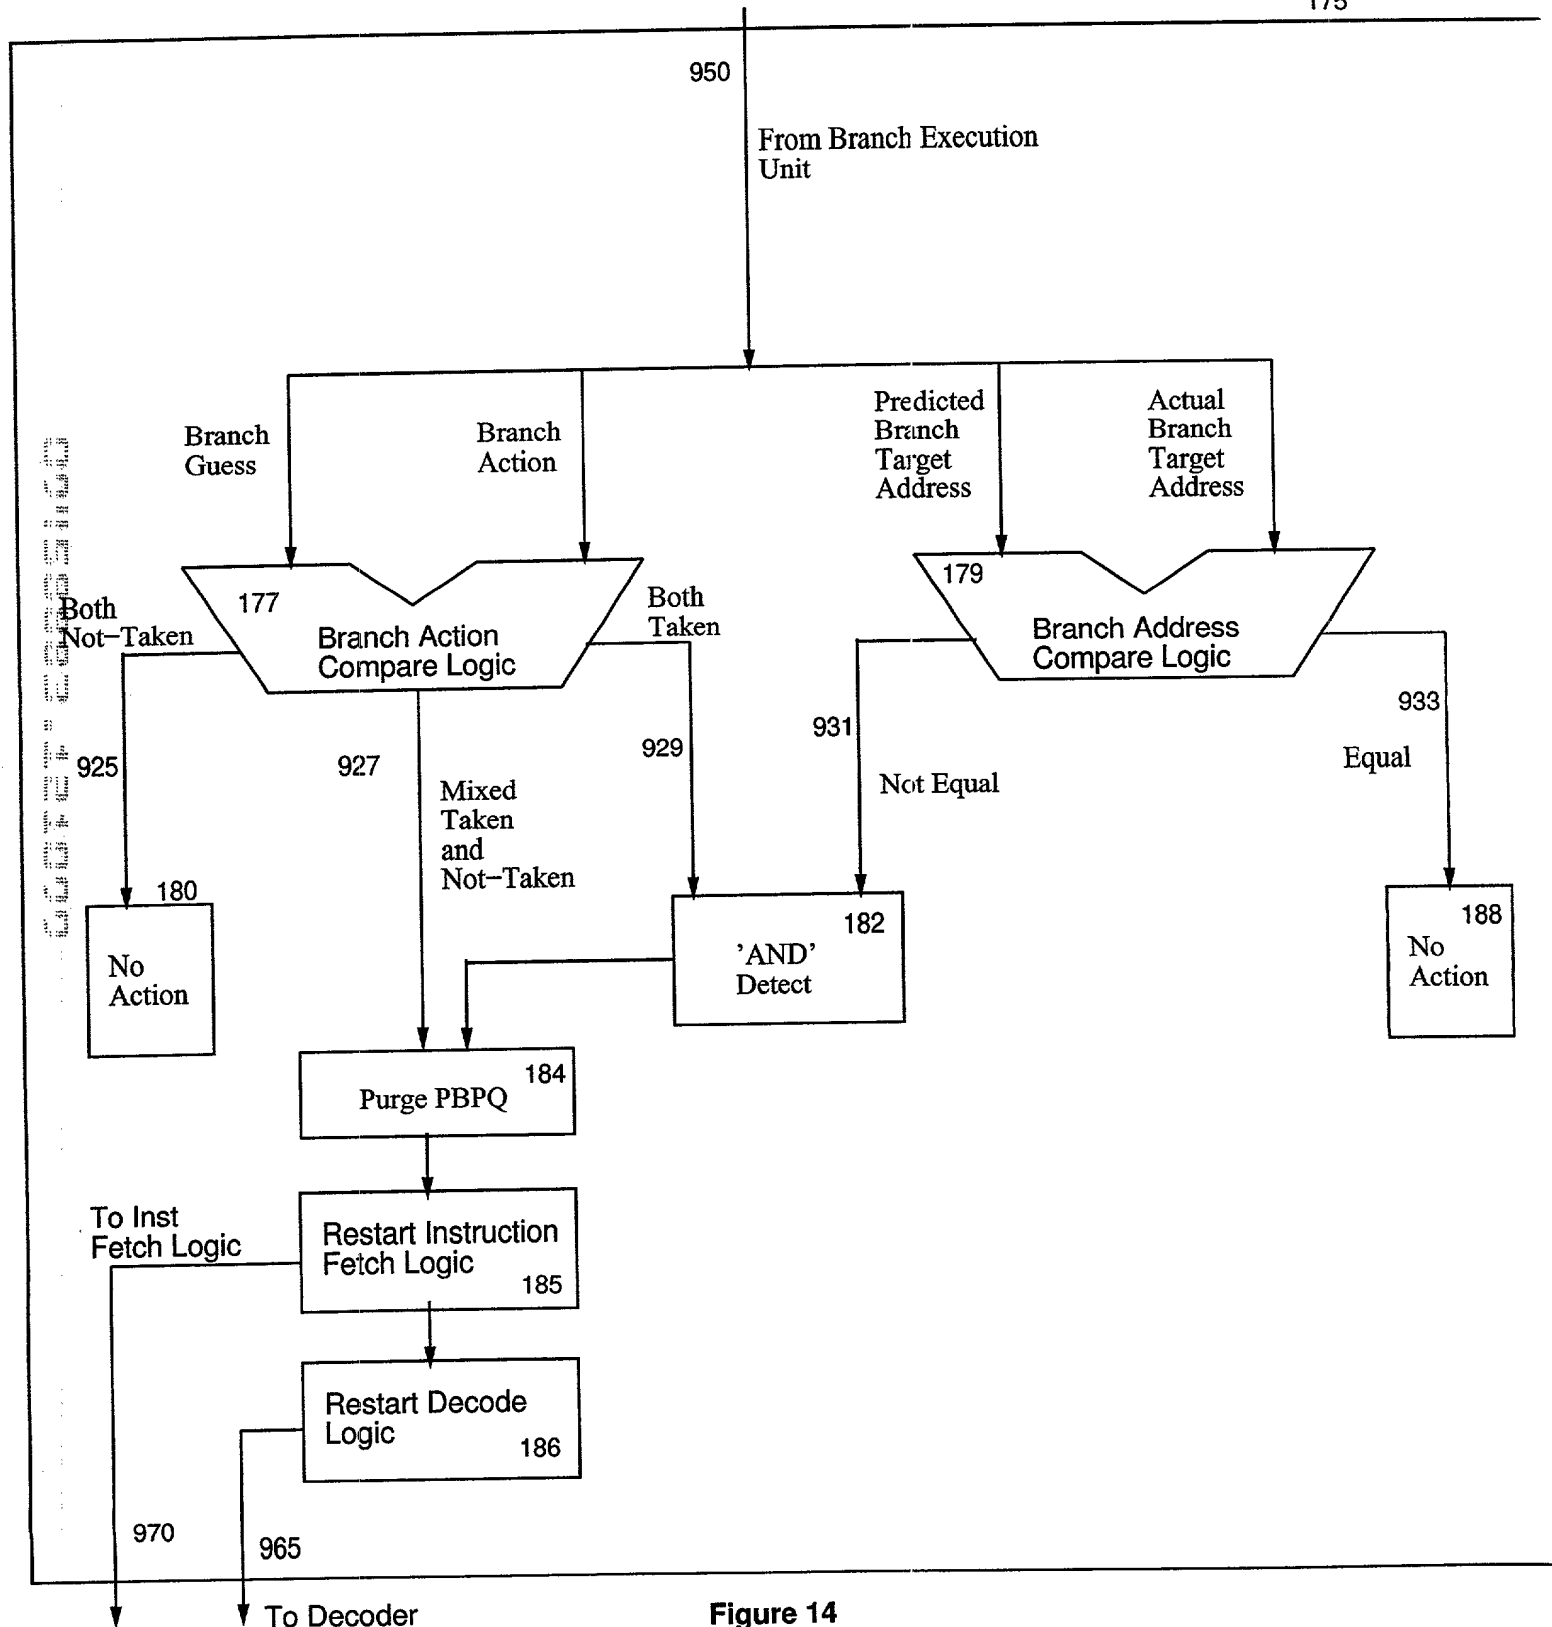 175
950
From Branch Execution
Unit
Branch
Guess
Branch
Action
Predicted
Branch
Target
Address
Actual
Branch
Target
Address
177
Branch Action
Compare Logic
179
Branch Address
Compare Logic
Both
Not-Taken
Both
Taken
925
927
929
931
933
Mixed
Taken
and
Not-Taken
Not Equal
Equal
180
No
Action
182
'AND'
Detect
188
No
Action
184
Purge PBPQ
To Inst
Fetch Logic
Restart Instruction
Fetch Logic
185
Restart Decode
Logic
186
970
965
To Decoder
Figure 14